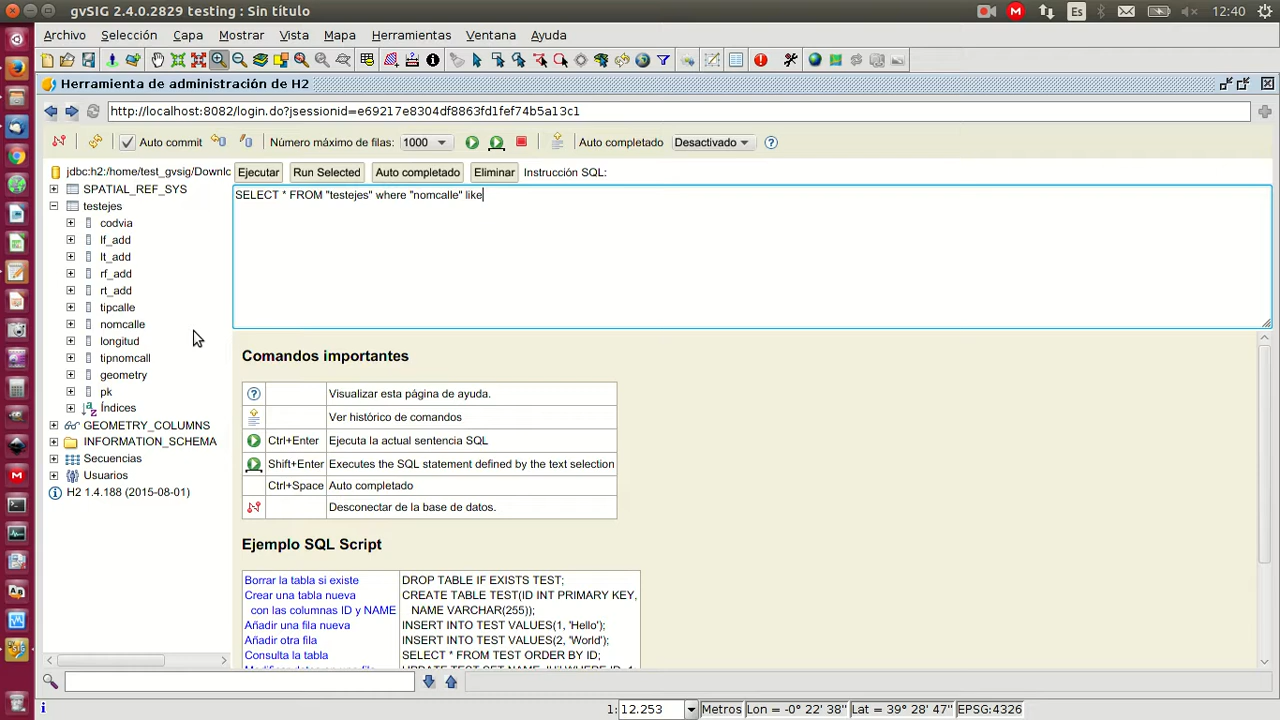 gvSIG 2.4.0.2829 testing : Sin título
Es
12:40
Archivo Selección Capa Mostrar Vista Mapa Herramientas Ventana Ayuda
Herramienta de administración de H2
http://localhost:8082/login.do?jsessionid=e69217e8304df8863fd1fef74b5a13c1
Auto commit Número máximo de filas: 1000 Auto completado Desactivado
jdbc:h2:/home/test_gvsig/Downlc
Ejecutar Run Selected Auto completado Eliminar Instrucción SQL:
SPATIAL_REF_SYS
testejes
codvia
lf_add
lt_add
rf_add
rt_add
tipcalle
nomcalle
longitud
tipnomcall
geometry
pk
Índices
GEOMETRY_COLUMNS
INFORMATION_SCHEMA
Secuencias
Usuarios
H2 1.4.188 (2015-08-01)
SELECT * FROM "testejes" where "nomcalle" like
Comandos importantes
Visualizar esta página de ayuda.
Ver histórico de comandos
Ctrl+Enter Ejecuta la actual sentencia SQL
Shift+Enter Executes the SQL statement defined by the text selection
Ctrl+Space Auto completado
Desconectar de la base de datos.
Ejemplo SQL Script
Borrar la tabla si existe DROP TABLE IF EXISTS TEST;
Crear una tabla nueva CREATE TABLE TEST(ID INT PRIMARY KEY,
con las columnas ID y NAME NAME VARCHAR(255));
Añadir una fila nueva INSERT INTO TEST VALUES(1, 'Hello');
Añadir otra fila INSERT INTO TEST VALUES(2, 'World');
Consulta la tabla SELECT * FROM TEST ORDER BY ID;
1: 12.253 Metros Lon = -0° 22' 38" Lat = 39° 28' 47" EPSG:4326